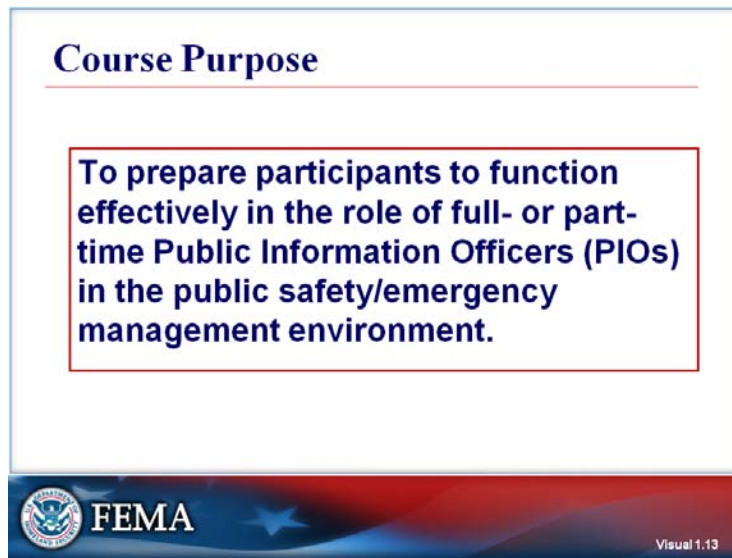 Course Purpose
To prepare participants to function
effectively in the role of full- or part-
time Public Information Officers (PIOs)
in the public safety/emergency
management environment.
FEMA
Visual 1.13